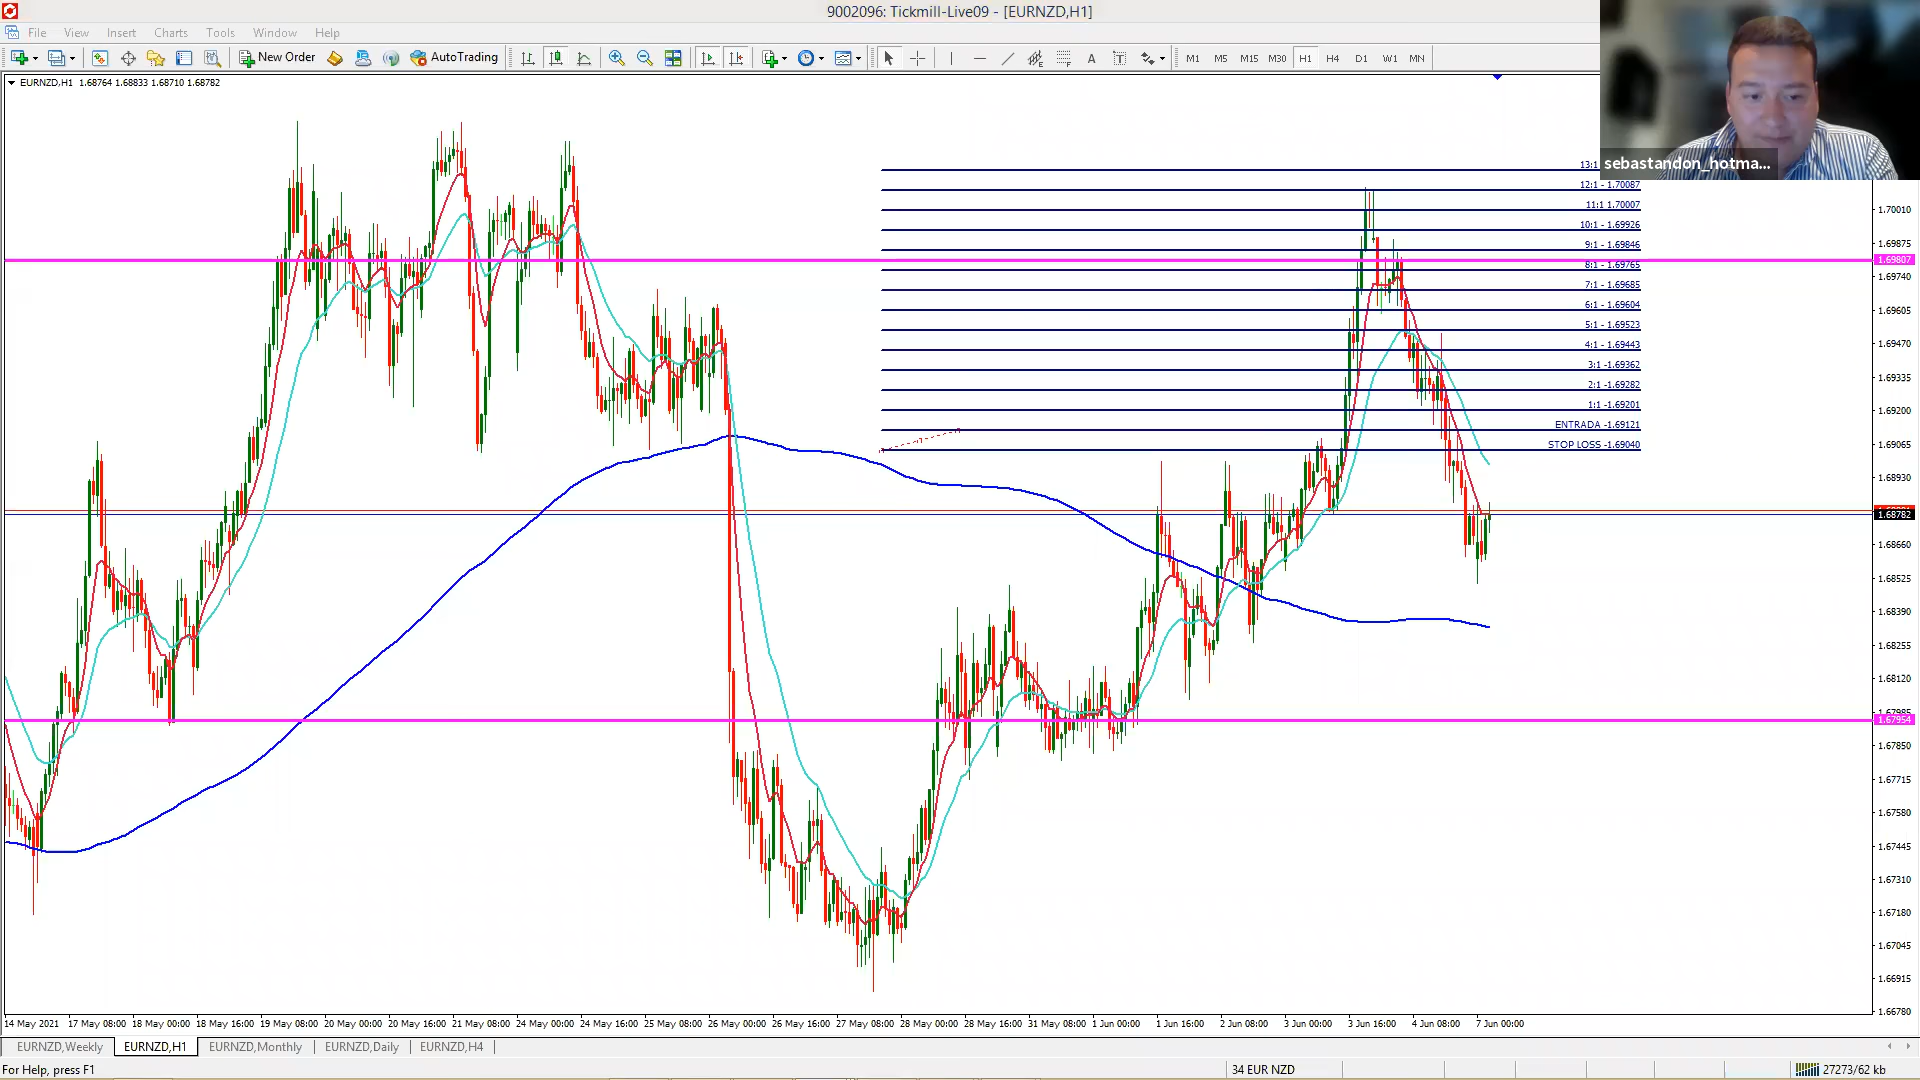 9002096: Tickmill-Live09 - [EURNZD,H1]
File View Insert Charts Tools Window Help
New Order AutoTrading A T M1 M5 M15 M30 H1 H4 D1 W1 MN
EURNZD,H1 1.68764 1.68833 1.68710 1.68782
sebastandon_hotma...
13:1
12:1 - 1.70087
11:1 1.70007
10:1 - 1.69926
9:1 - 1.69846
8:1 - 1.69765
7:1 - 1.69685
6:1 - 1.69604
5:1 - 1.69523
4:1 - 1.69443
3:1 -1.69362
2:1 -1.69282
1:1 -1.69201
ENTRADA -1.69121
STOP LOSS -1.69040
1.70010
1.69875
1.69807
1.69740
1.69605
1.69470
1.69335
1.69200
1.69065
1.68930
1.68782
1.68660
1.68525
1.68390
1.68255
1.68120
1.67985
1.67954
1.67850
1.67715
1.67580
1.67445
1.67310
1.67180
1.67045
1.66915
1.66780
14 May 2021 17 May 08:00 18 May 00:00 18 May 16:00 19 May 08:00 20 May 00:00 20 May 16:00 21 May 08:00 24 May 00:00 24 May 16:00 25 May 08:00 26 May 00:00 26 May 16:00 27 May 08:00 28 May 00:00 28 May 16:00 31 May 08:00 1 Jun 00:00 1 Jun 16:00 2 Jun 08:00 3 Jun 00:00 3 Jun 16:00 4 Jun 08:00 7 Jun 00:00
EURNZD,Weekly EURNZD,H1 EURNZD,Monthly EURNZD,Daily EURNZD,H4
For Help, press F1 34 EUR NZD 27273/62 kb